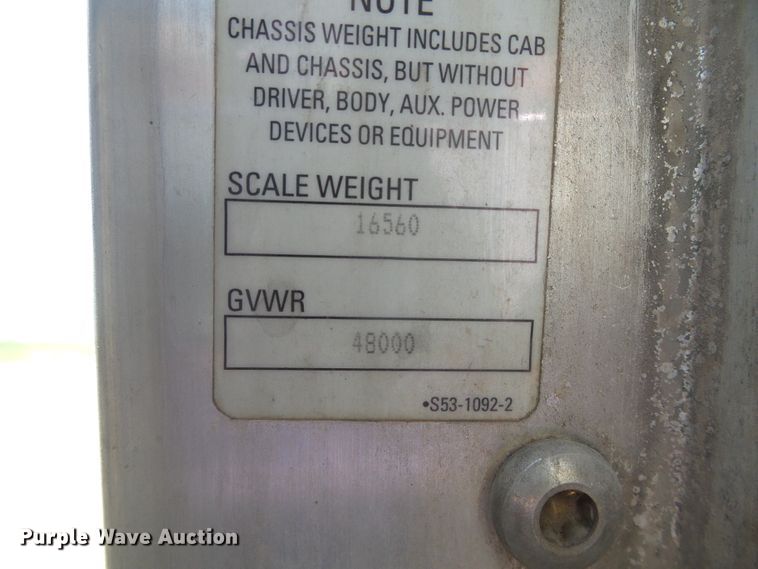 NOTE
CHASSIS WEIGHT INCLUDES CAB
AND CHASSIS, BUT WITHOUT
DRIVER, BODY, AUX. POWER
DEVICES OR EQUIPMENT
SCALE WEIGHT
16560
GVWR
48000
•S53-1092-2
Purple Wave Auction